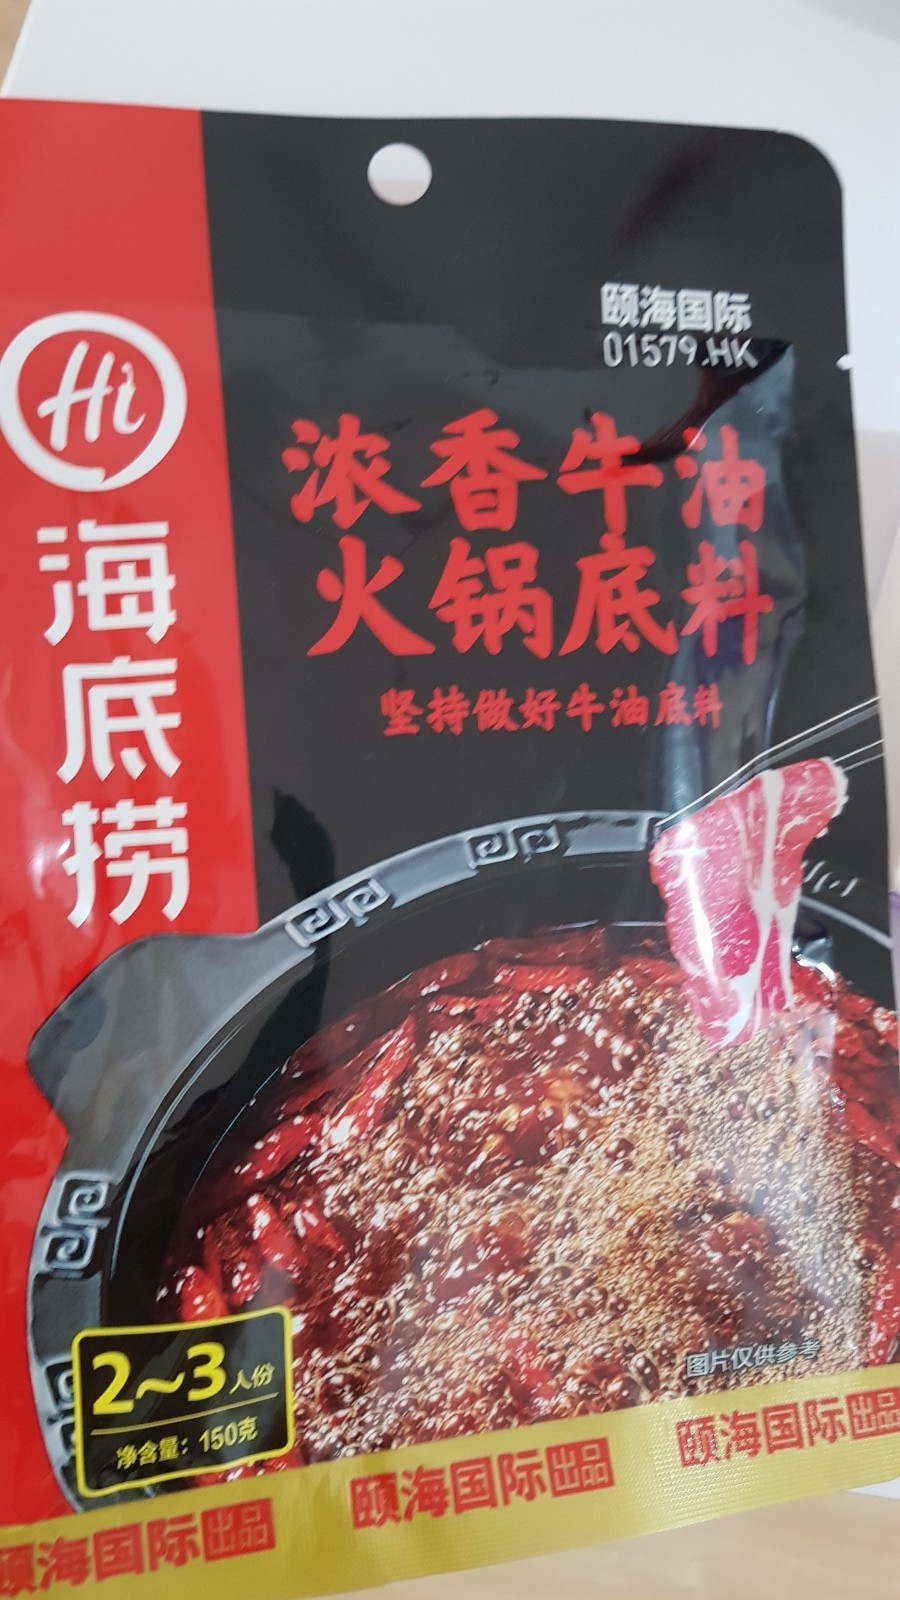 颐海国际
01579.HK
Hi
海底捞
浓香牛油
火锅底料
坚持做好牛油底料
2~3人份
净含量：150克
图片仅供参考
颐海国际出品 颐海国际出品 颐海国际出品